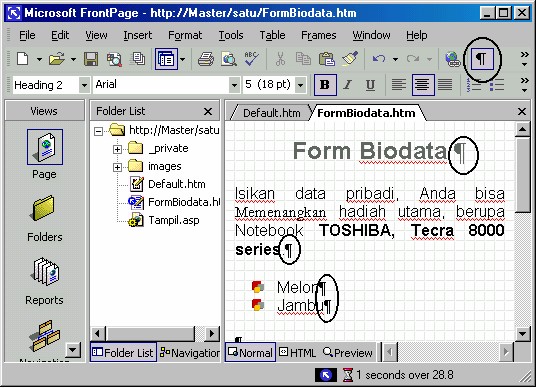 Microsoft FrontPage - http://Master/satu/FormBiodata.htm
File Edit View Insert Format Tools Table Frames Window Help
¶
Heading 2 Arial 5 (18 pt) B I U
Views
Page
Folders
Reports
Navigation
Folder List
http://Master/satu
_private
images
Default.htm
FormBiodata.h
Tampil.asp
Folder List Navigation
Default.htm FormBiodata.htm
Form Biodata ¶
Isikan data pribadi, Anda bisa
Memenangkan hadiah utama, berupa
Notebook TOSHIBA, Tecra 8000
series ¶
Melon¶
Jambu¶
¶
Normal HTML Preview
1 seconds over 28.8